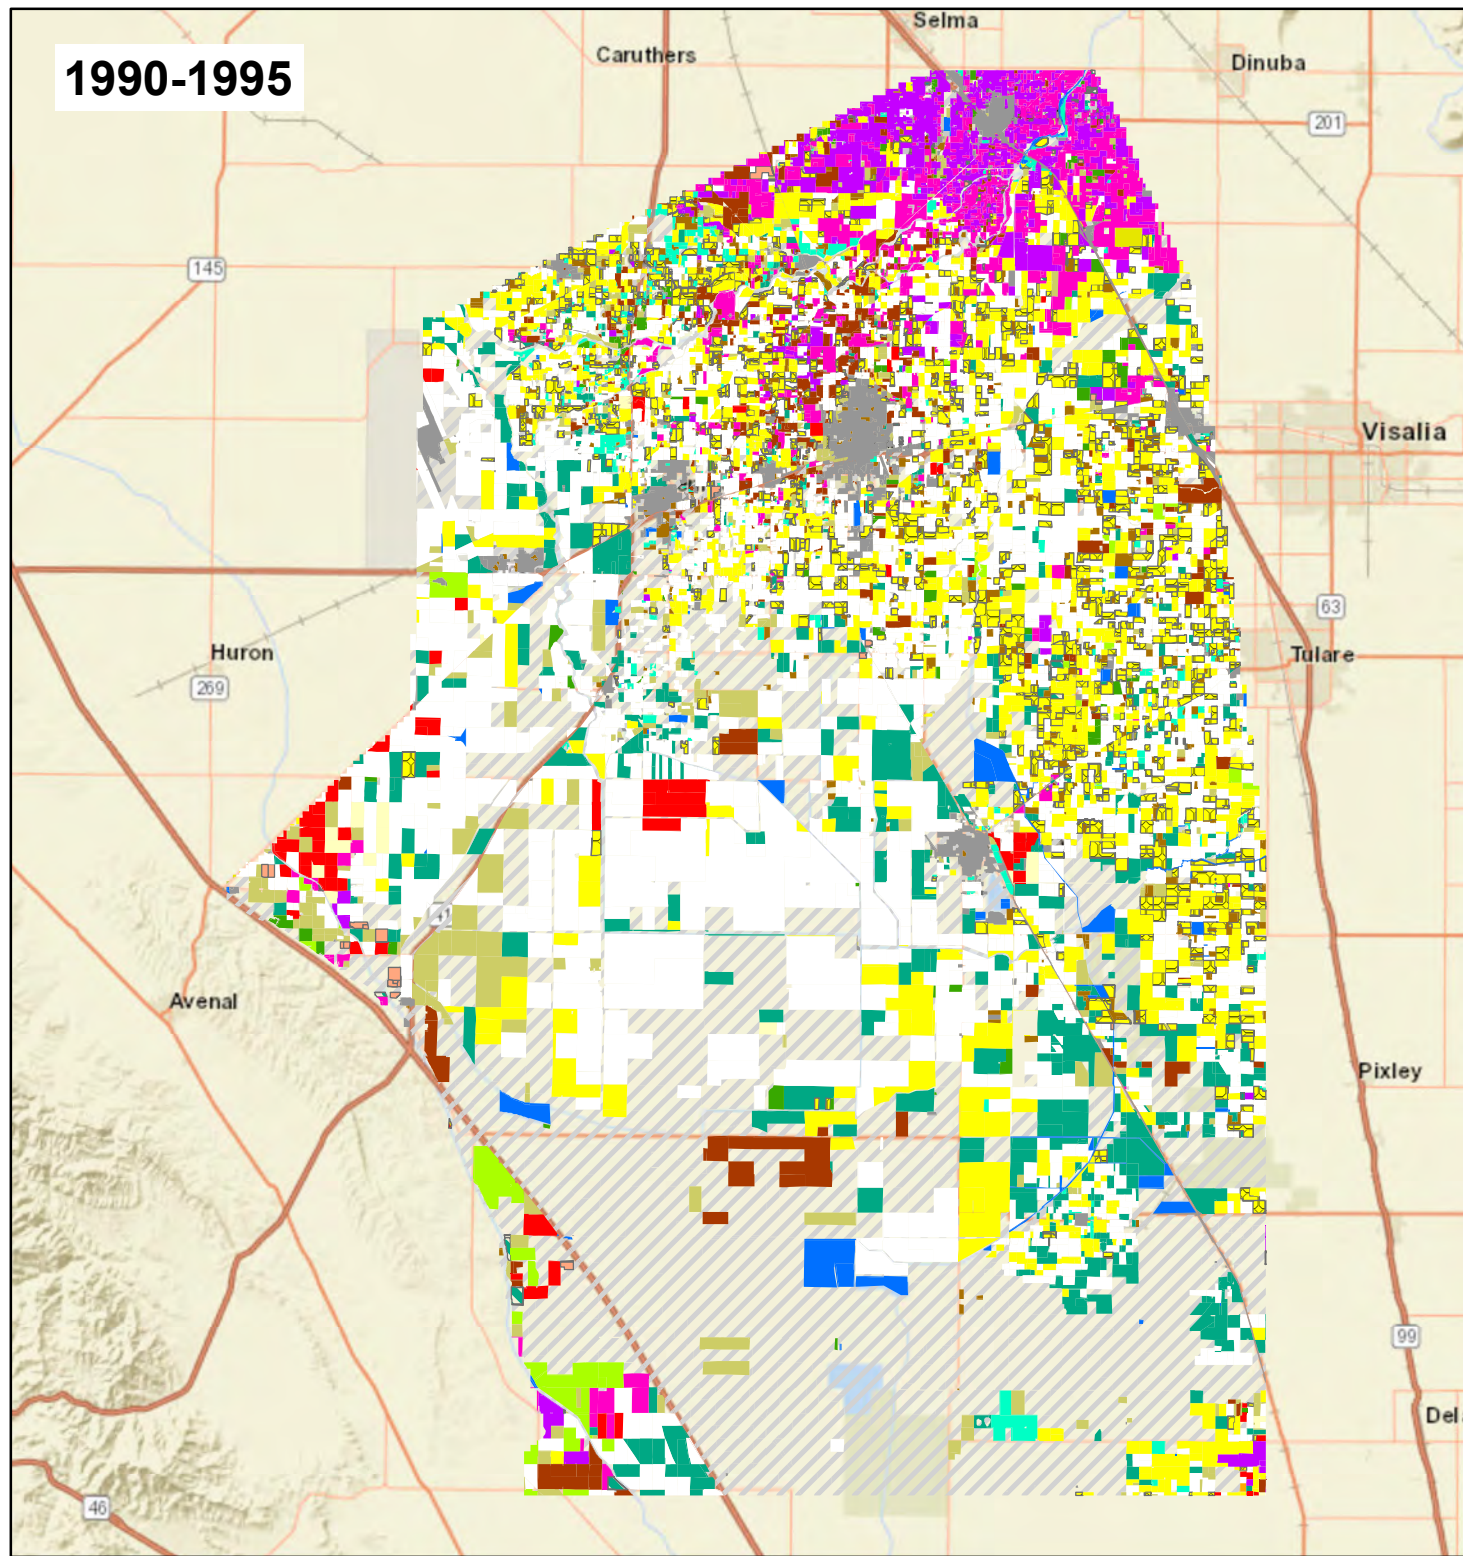 Selma
Caruthers
Dinuba
1990-1995
201
145
Visalia
63
Huron
Tulare
269
41
Avenal
Pixley
99
Del
46